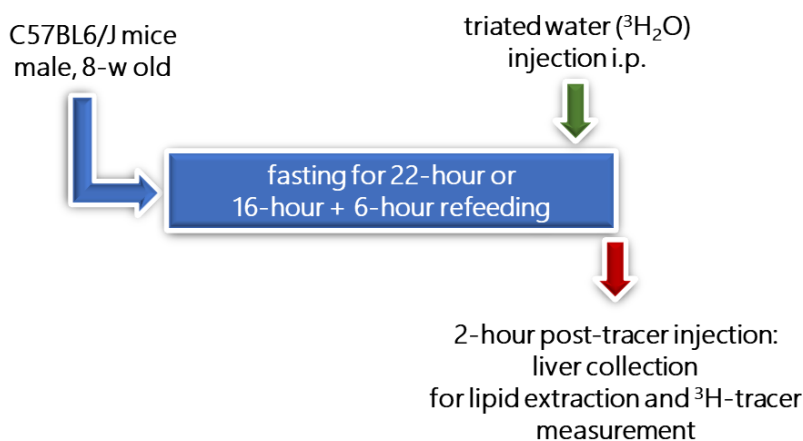 C57BL6/J mice
male, 8-w old
triated water (³H₂O)
injection i.p.
fasting for 22-hour or
16-hour + 6-hour refeeding
2-hour post-tracer injection:
liver collection
for lipid extraction and ³H-tracer
measurement